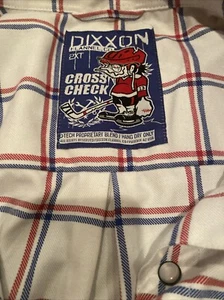 DIXXON
FLANNEL CO.
2XT
CROSS
CHECK
D-TECH PROPRIETARY BLEND | HANG DRY ONLY